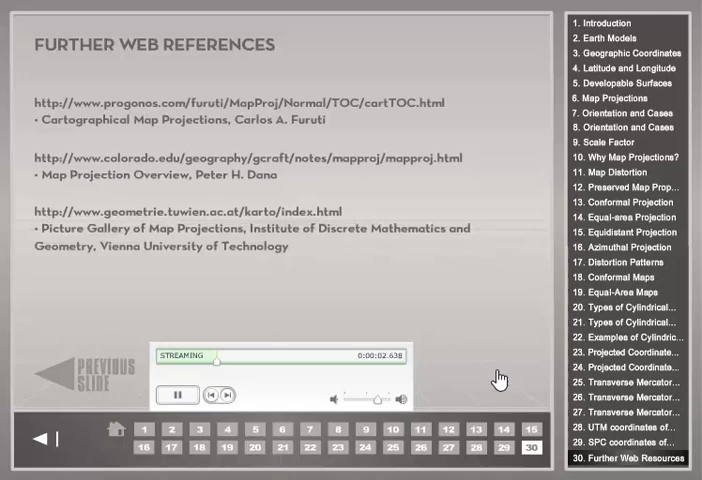 FURTHER WEB REFERENCES
http://www.progonos.com/furuti/MapProj/Normal/TOC/cartTOC.html
• Cartographical Map Projections, Carlos A. Furuti
http://www.colorado.edu/geography/gcraft/notes/mapproj/mapproj.html
• Map Projection Overview, Peter H. Dana
http://www.geometrie.tuwien.ac.at/karto/index.html
• Picture Gallery of Map Projections, Institute of Discrete Mathematics and
Geometry, Vienna University of Technology
PREVIOUS
SLIDE
STREAMING 0:00:02.638
1 2 3 4 5 6 7 8 9 10 11 12 13 14 15
16 17 18 19 20 21 22 23 24 25 26 27 28 29 30
1. Introduction
2. Earth Models
3. Geographic Coordinates
4. Latitude and Longitude
5. Developable Surfaces
6. Map Projections
7. Orientation and Cases
8. Orientation and Cases
9. Scale Factor
10. Why Map Projections?
11. Map Distortion
12. Preserved Map Prop...
13. Conformal Projection
14. Equal-area Projection
15. Equidistant Projection
16. Azimuthal Projection
17. Distortion Patterns
18. Conformal Maps
19. Equal-Area Maps
20. Types of Cylindrical...
21. Types of Cylindrical...
22. Examples of Cylindric...
23. Projected Coordinate...
24. Projected Coordinate...
25. Transverse Mercator...
26. Transverse Mercator...
27. Transverse Mercator...
28. UTM coordinates of...
29. SPC coordinates of...
30. Further Web Resources